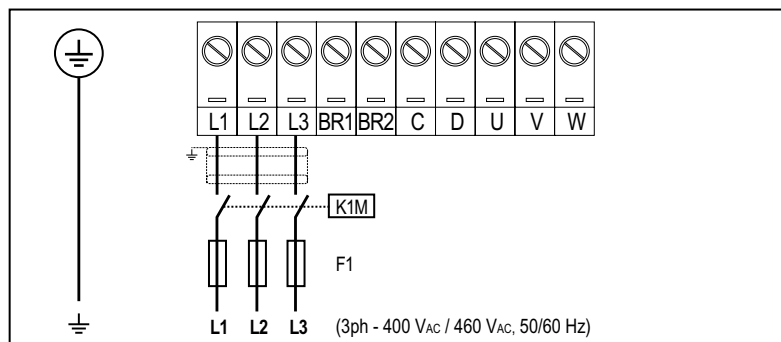 L1 L2 L3 BR1 BR2 C D U V W
K1M
F1
L1 L2 L3 (3ph - 400 VAC / 460 VAC, 50/60 Hz)